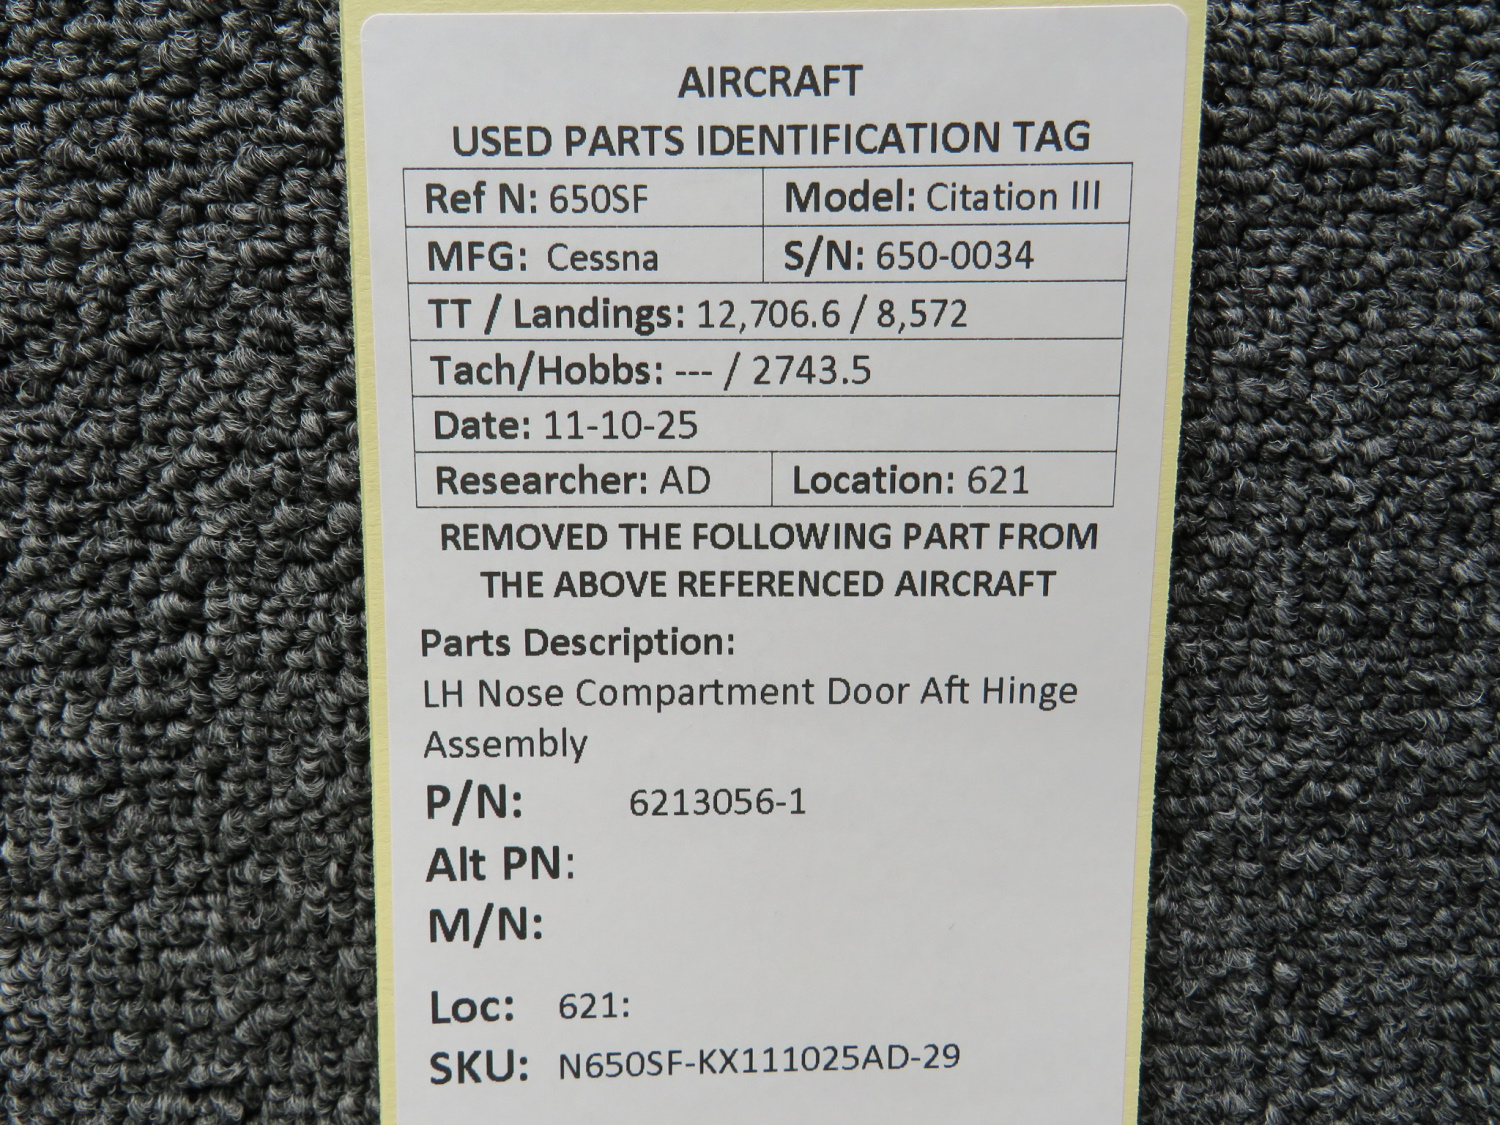 AIRCRAFT
USED PARTS IDENTIFICATION TAG
Ref N: 650SF Model: Citation III
MFG: Cessna S/N: 650-0034
TT / Landings: 12,706.6 / 8,572
Tach/Hobbs: --- / 2743.5
Date: 11-10-25
Researcher: AD Location: 621
REMOVED THE FOLLOWING PART FROM
THE ABOVE REFERENCED AIRCRAFT
Parts Description:
LH Nose Compartment Door Aft Hinge
Assembly
P/N: 6213056-1
Alt PN:
M/N:
Loc: 621:
SKU: N650SF-KX111025AD-29